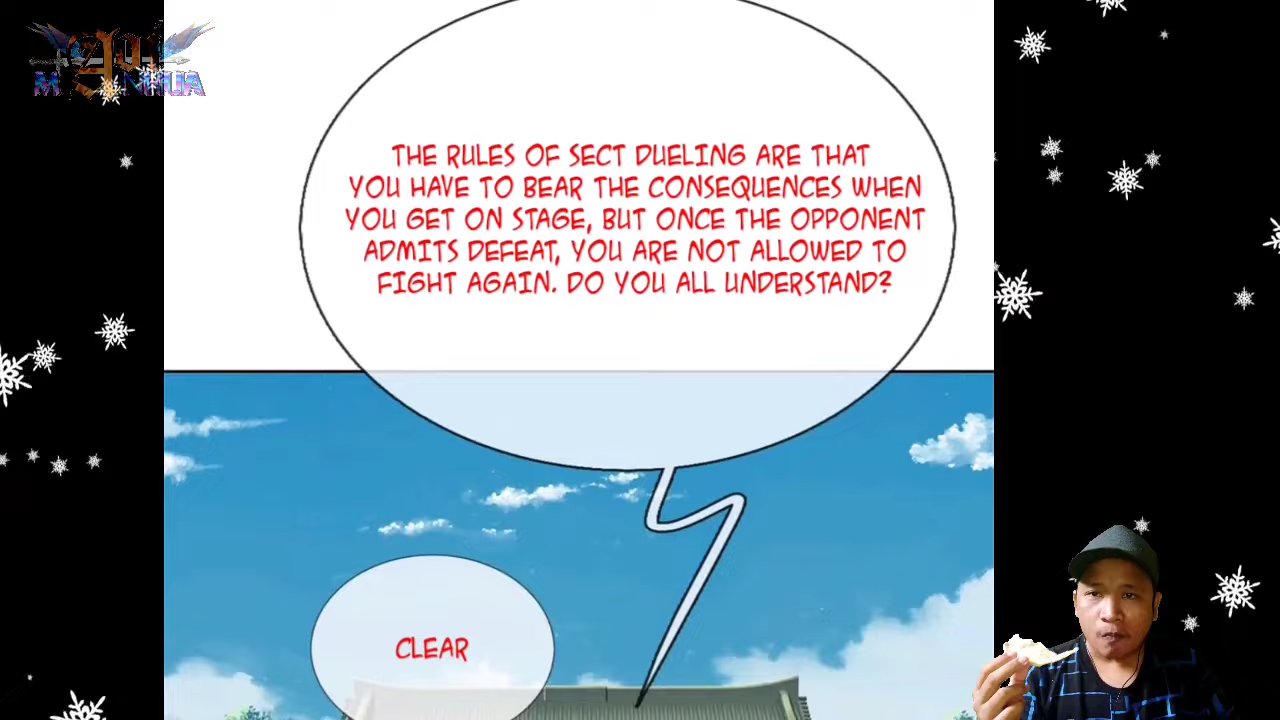 THE RULES OF SECT DUELING ARE THAT
YOU HAVE TO BEAR THE CONSEQUENCES WHEN
YOU GET ON STAGE, BUT ONCE THE OPPONENT
ADMITS DEFEAT, YOU ARE NOT ALLOWED TO
FIGHT AGAIN. DO YOU ALL UNDERSTAND?
CLEAR